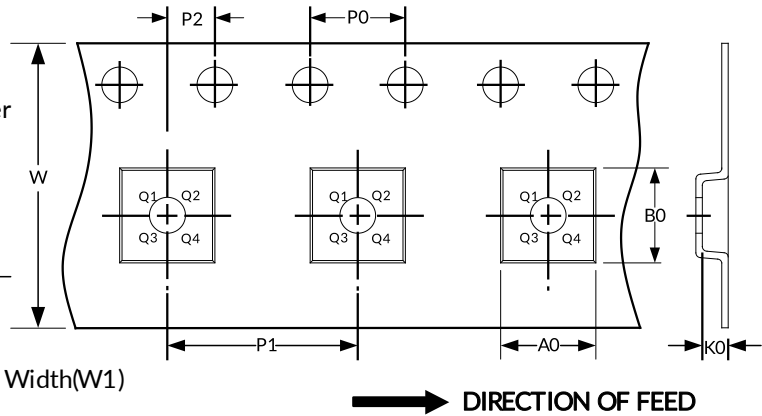 P2
P0
er
W
Q1 Q2
Q3 Q4
Q1 Q2
Q3 Q4
Q1 Q2
Q3 Q4
B0
P1
A0
K0
Width(W1)
DIRECTION OF FEED